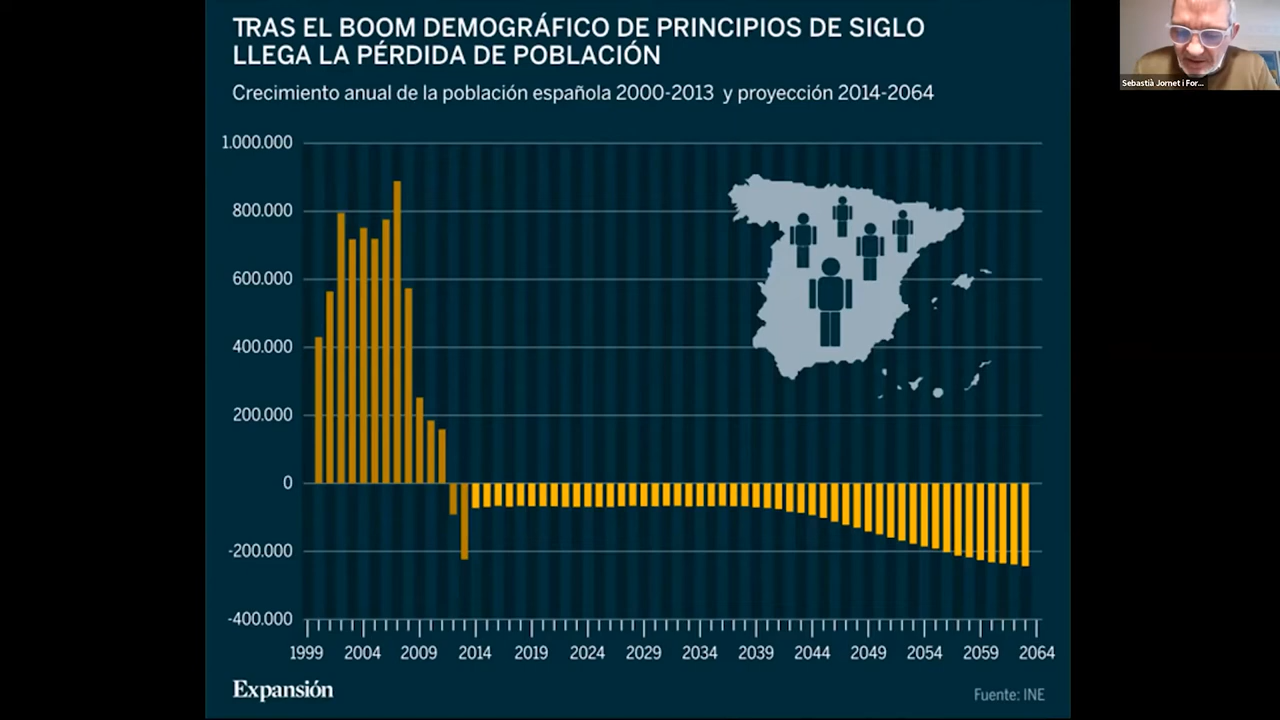 TRAS EL BOOM DEMOGRÁFICO DE PRINCIPIOS DE SIGLO
LLEGA LA PÉRDIDA DE POBLACIÓN
Crecimiento anual de la población española 2000-2013 y proyección 2014-2064
Sebastià Jornet i For...
1.000.000
800.000
600.000
400.000
200.000
0
-200.000
-400.000
1999 2004 2009 2014 2019 2024 2029 2034 2039 2044 2049 2054 2059 2064
Expansión
Fuente: INE